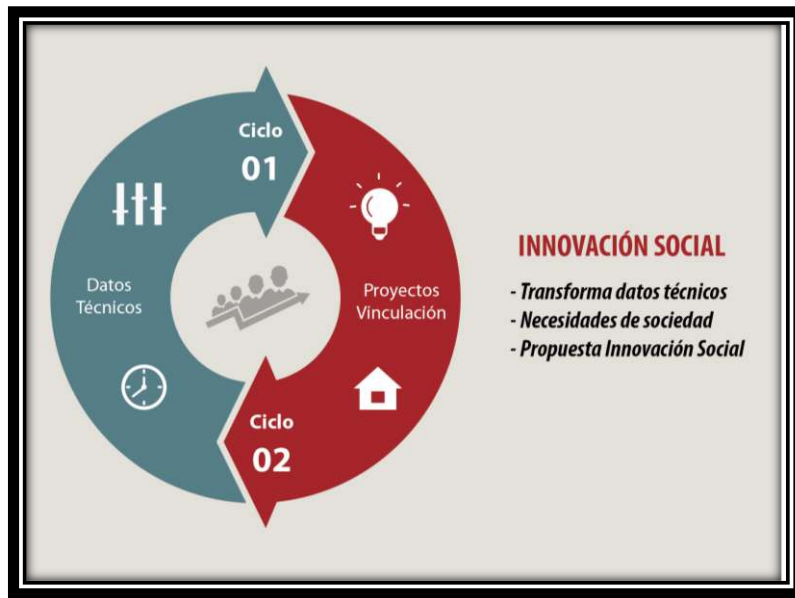 Ciclo
01
Datos
Técnicos
Proyectos
Vinculación
Ciclo
02
INNOVACIÓN SOCIAL
- Transforma datos técnicos
- Necesidades de sociedad
- Propuesta Innovación Social